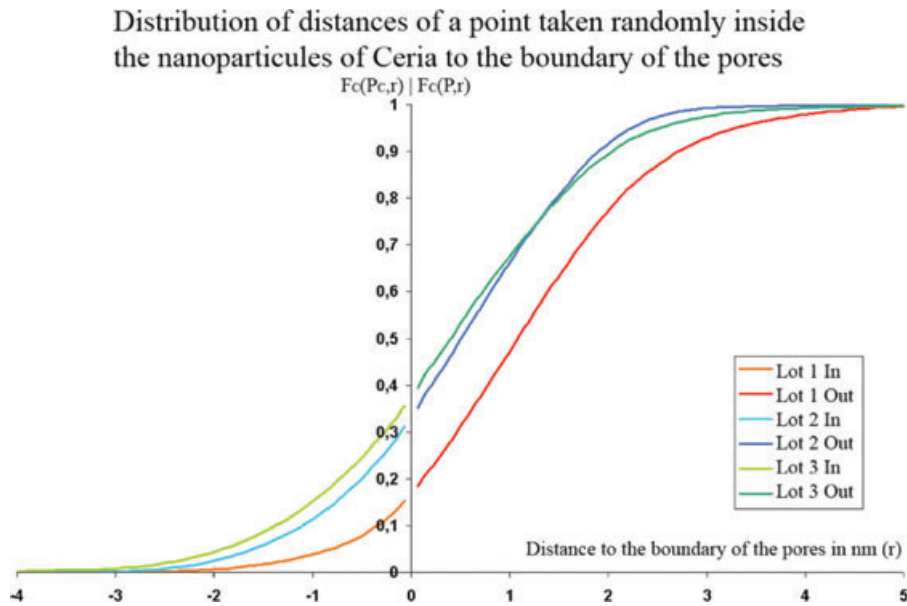 Distribution of distances of a point taken randomly inside
the nanoparticules of Ceria to the boundary of the pores
Fc(Pc,r) | Fc(P,r)
1
0,9
0,8
0,7
0,6
0,5
0,4
0,3
0,2
0,1
0
Lot 1 In
Lot 1 Out
Lot 2 In
Lot 2 Out
Lot 3 In
Lot 3 Out
Distance to the boundary of the pores in nm (r)
-4 -3 -2 -1 0 1 2 3 4 5